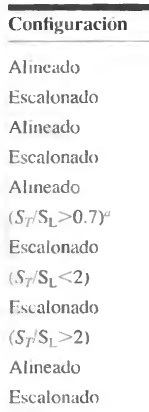 Configuración
Alineado
Escalonado
Alineado
Escalonado
Alineado
(S_T/S_L>0.7)^a
Escalonado
(S_T/S_L<2)
Escalonado
(S_T/S_L>2)
Alineado
Escalonado